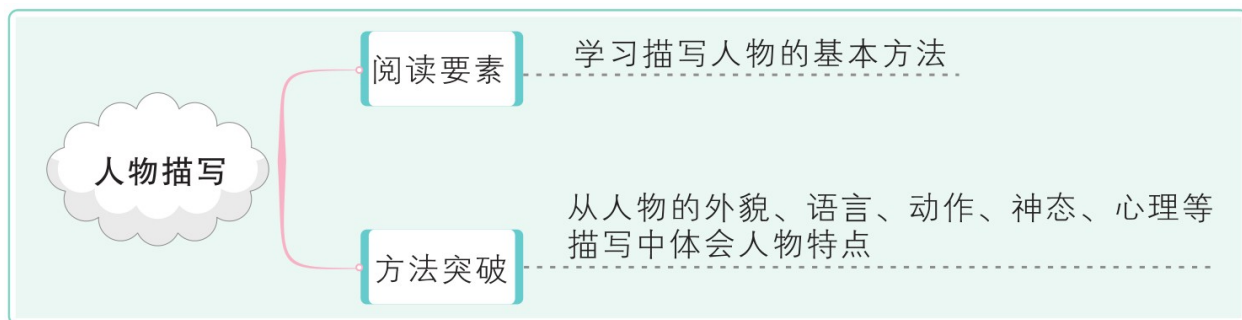 阅读要素
学习描写人物的基本方法
人物描写
从人物的外貌、语言、动作、神态、心理等
描写中体会人物特点
方法突破